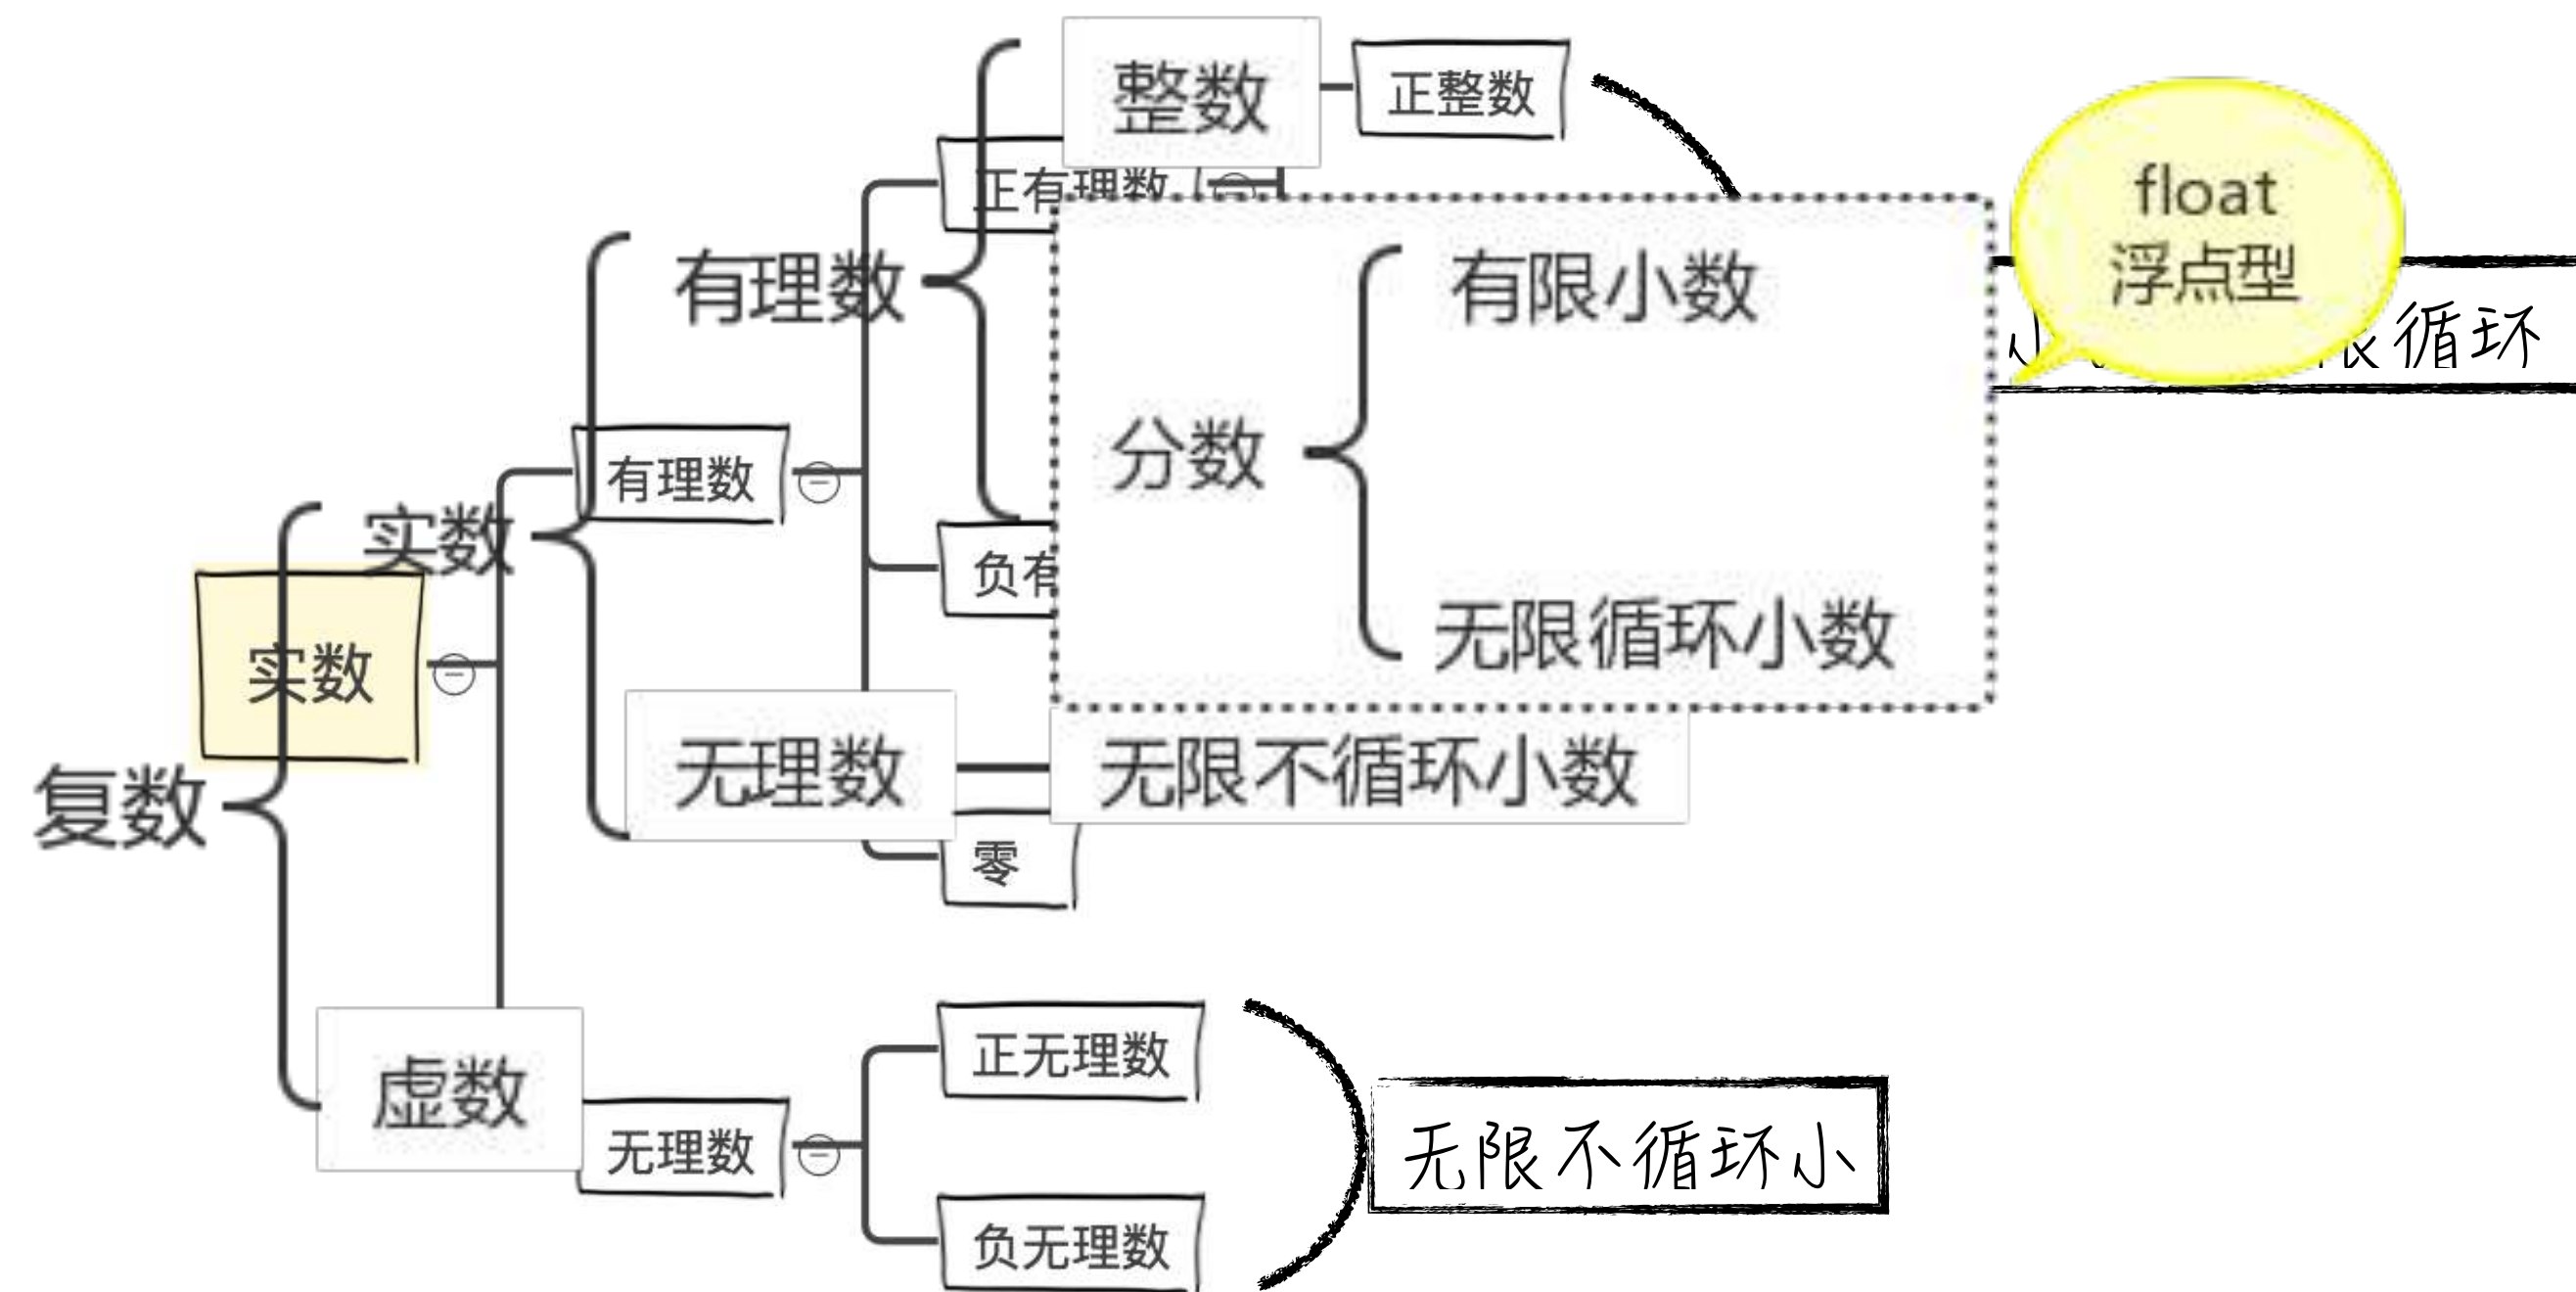 整数
正整数
正有理数
float
浮点型
有理数
有限小数
循环
分数
有理数
实数
负有
无限循环小数
实数
无理数
无限不循环小数
复数
零
正无理数
虚数
无理数
无限不循环小
负无理数